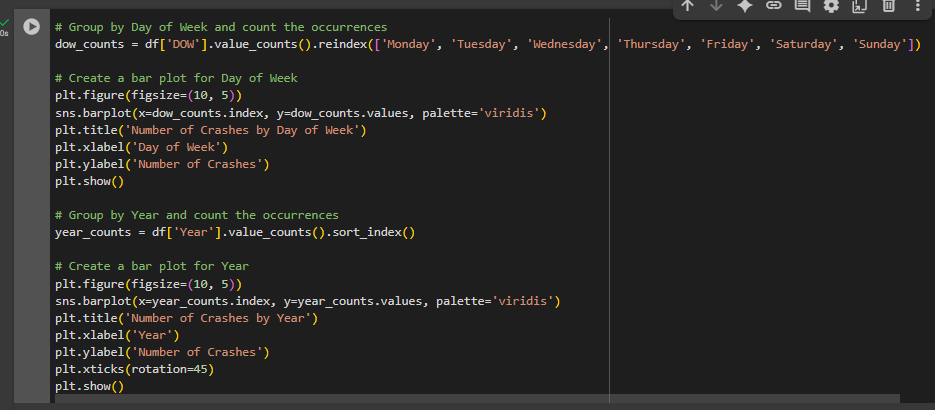 0s
# Group by Day of Week and count the occurrences
dow_counts = df['DOW'].value_counts().reindex(['Monday', 'Tuesday', 'Wednesday', 'Thursday', 'Friday', 'Saturday', 'Sunday'])
# Create a bar plot for Day of Week
plt.figure(figsize=(10, 5))
sns.barplot(x=dow_counts.index, y=dow_counts.values, palette='viridis')
plt.title('Number of Crashes by Day of Week')
plt.xlabel('Day of Week')
plt.ylabel('Number of Crashes')
plt.show()
# Group by Year and count the occurrences
year_counts = df['Year'].value_counts().sort_index()
# Create a bar plot for Year
plt.figure(figsize=(10, 5))
sns.barplot(x=year_counts.index, y=year_counts.values, palette='viridis')
plt.title('Number of Crashes by Year')
plt.xlabel('Year')
plt.ylabel('Number of Crashes')
plt.xticks(rotation=45)
plt.show()